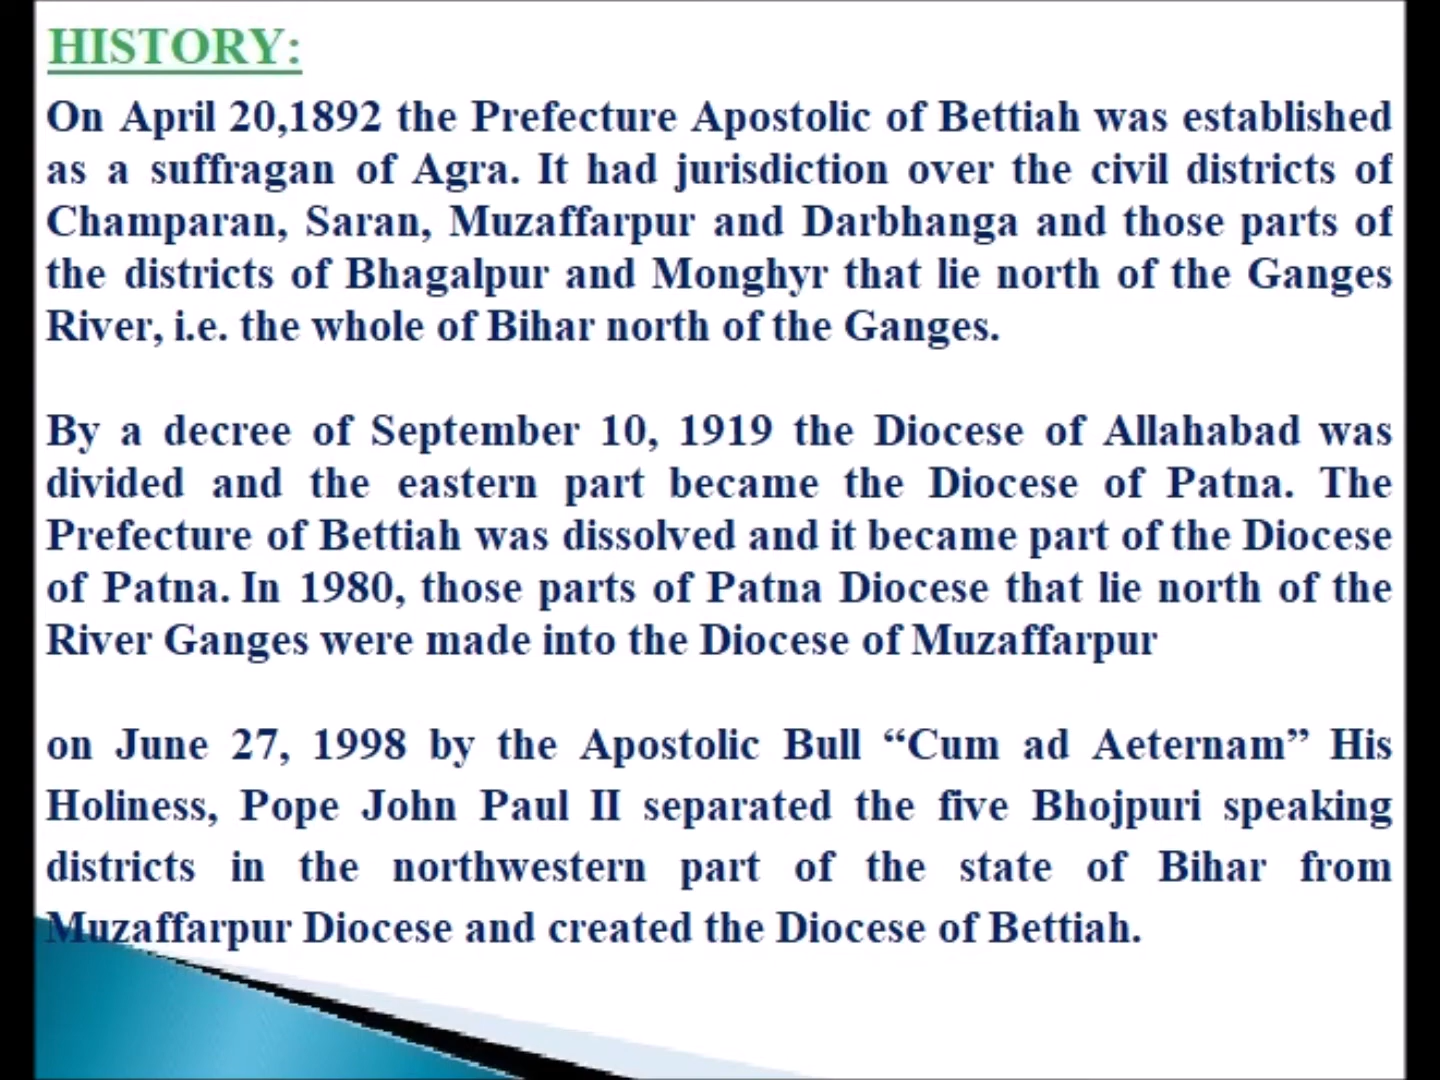 HISTORY:
On April 20,1892 the Prefecture Apostolic of Bettiah was established
as a suffragan of Agra. It had jurisdiction over the civil districts of
Champaran, Saran, Muzaffarpur and Darbhanga and those parts of
the districts of Bhagalpur and Monghyr that lie north of the Ganges
River, i.e. the whole of Bihar north of the Ganges.
By a decree of September 10, 1919 the Diocese of Allahabad was
divided and the eastern part became the Diocese of Patna. The
Prefecture of Bettiah was dissolved and it became part of the Diocese
of Patna. In 1980, those parts of Patna Diocese that lie north of the
River Ganges were made into the Diocese of Muzaffarpur
on June 27, 1998 by the Apostolic Bull “Cum ad Aeternam” His
Holiness, Pope John Paul II separated the five Bhojpuri speaking
districts in the northwestern part of the state of Bihar from
Muzaffarpur Diocese and created the Diocese of Bettiah.